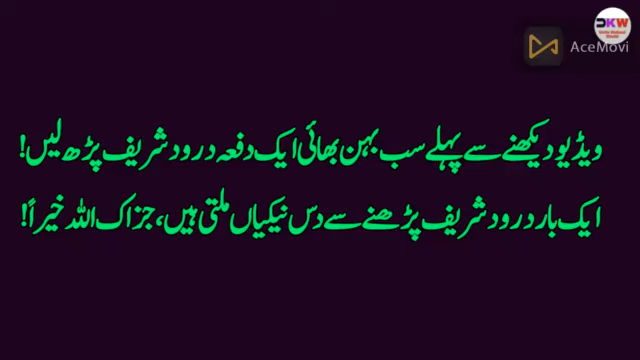 DKW
AceMovi
ویڈیو دیکھنے سے پہلے سب بہن بھائی ایک دفعہ درود شریف پڑھ لیں!
ایک بار درود شریف پڑھنے سے دس نیکیاں ملتی ہیں، جزاک اللہ خیراً!